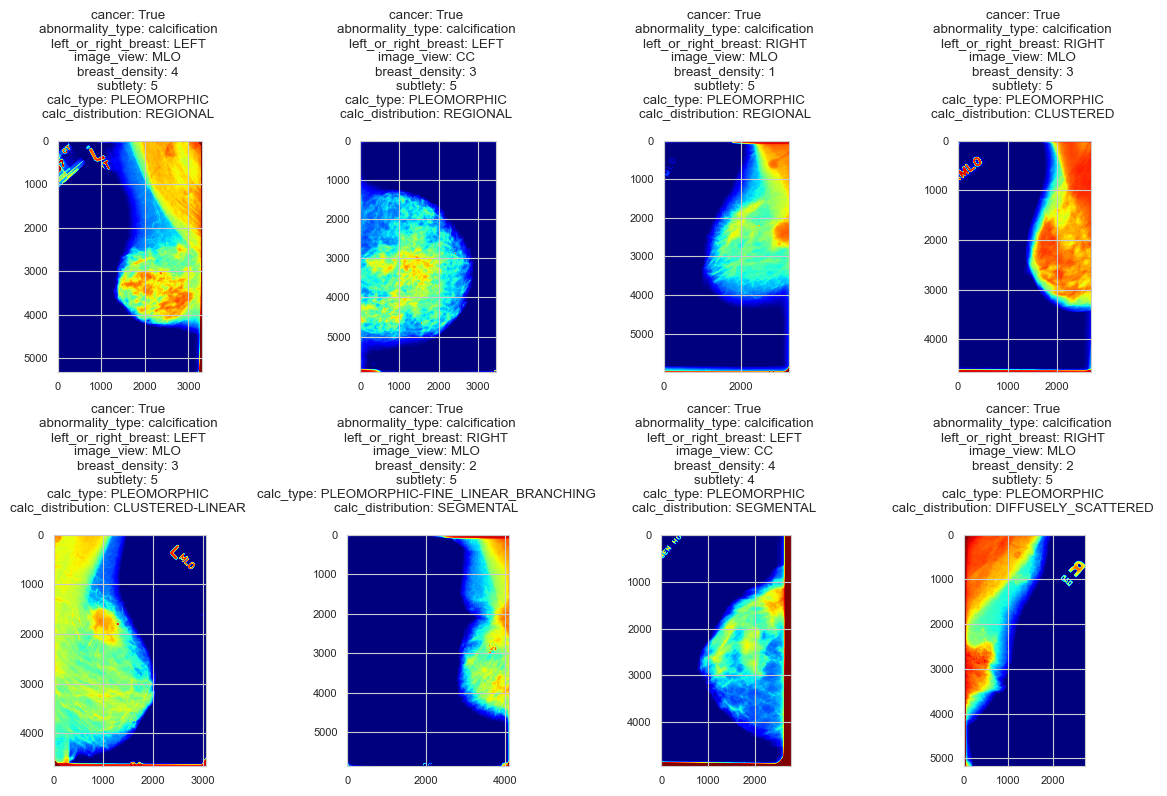 cancer: True
abnormality_type: calcification
left_or_right_breast: LEFT
image_view: MLO
breast_density: 4
subtlety: 5
calc_type: PLEOMORPHIC
calc_distribution: REGIONAL
0
1000
2000
3000
4000
5000
0
1000
2000
3000
cancer: True
abnormality_type: calcification
left_or_right_breast: LEFT
image_view: CC
breast_density: 3
subtlety: 5
calc_type: PLEOMORPHIC
calc_distribution: REGIONAL
0
1000
2000
3000
4000
5000
0
2000
cancer: True
abnormality_type: calcification
left_or_right_breast: RIGHT
image_view: MLO
breast_density: 1
subtlety: 5
calc_type: PLEOMORPHIC
calc_distribution: REGIONAL
0
1000
2000
3000
4000
5000
0
2000
cancer: True
abnormality_type: calcification
left_or_right_breast: RIGHT
image_view: MLO
breast_density: 3
subtlety: 5
calc_type: PLEOMORPHIC
calc_distribution: CLUSTERED
MLO
0
1000
2000
3000
4000
0
1000
2000
cancer: True
abnormality_type: calcification
left_or_right_breast: LEFT
image_view: MLO
breast_density: 3
subtlety: 5
calc_type: PLEOMORPHIC
calc_distribution: CLUSTERED-LINEAR
L MLO
0
1000
2000
3000
4000
0
1000
2000
3000
cancer: True
abnormality_type: calcification
left_or_right_breast: RIGHT
image_view: MLO
breast_density: 2
subtlety: 5
calc_type: PLEOMORPHIC-FINE_LINEAR_BRANCHING
calc_distribution: SEGMENTAL
0
1000
2000
3000
4000
5000
0
2000
4000
cancer: True
abnormality_type: calcification
left_or_right_breast: LEFT
image_view: CC
breast_density: 4
subtlety: 4
calc_type: PLEOMORPHIC
calc_distribution: SEGMENTAL
0
1000
2000
3000
4000
0
1000
2000
cancer: True
abnormality_type: calcification
left_or_right_breast: RIGHT
image_view: MLO
breast_density: 2
subtlety: 5
calc_type: PLEOMORPHIC
calc_distribution: DIFFUSELY_SCATTERED
R
0
1000
2000
3000
4000
5000
0
2000